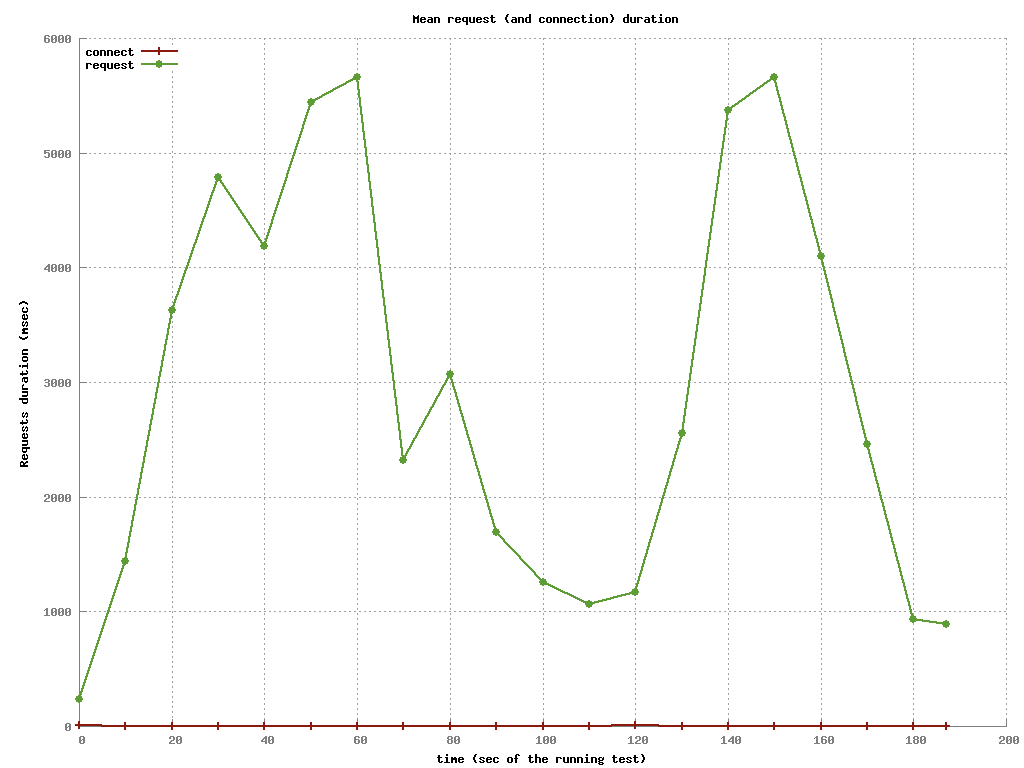 Mean request (and connection) duration
6000
connect
request
5000
4000
3000
2000
1000
0
Requests duration (msec)
0 20 40 60 80 100 120 140 160 180 200
time (sec of the running test)